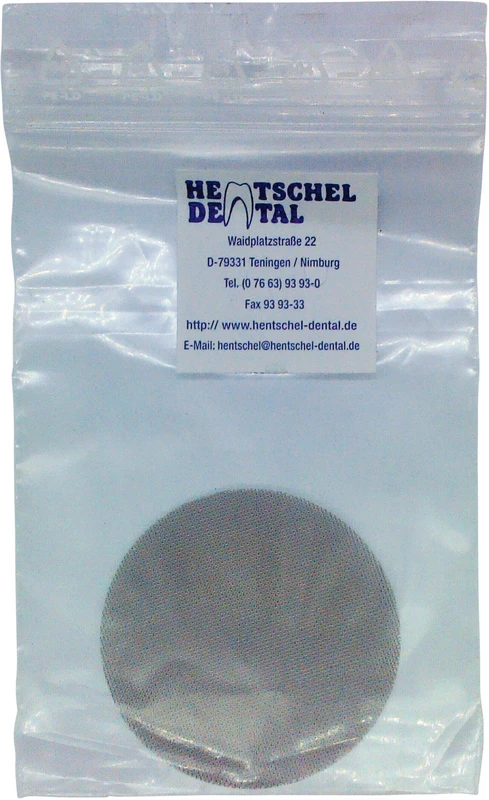 HENTSCHEL
DENTAL
Waidplatzstraße 22
D-79331 Teningen / Nimburg
Tel. (0 76 63) 93 93-0
Fax 93 93-33
http:// www.hentschel-dental.de
E-Mail: hentschel@hentschel-dental.de